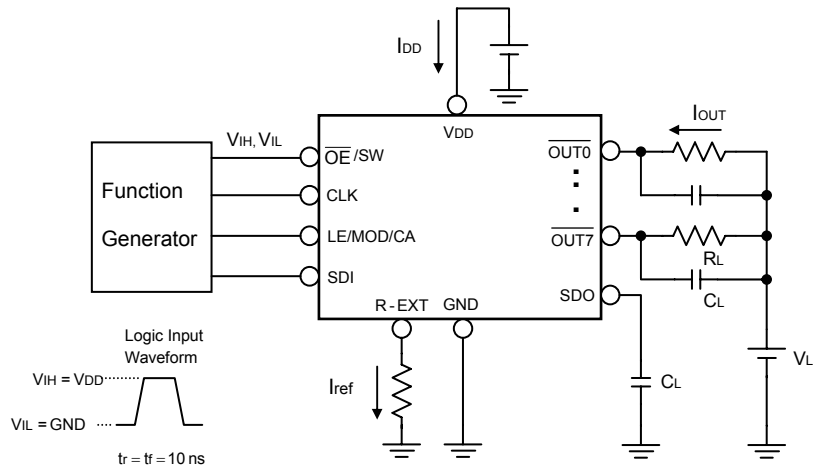 IDD
VDD
VIH, VIL
Function
Generator
OE/SW
CLK
LE/MOD/CA
SDI
R-EXT
GND
OUT0
OUT7
SDO
IOUT
RL
CL
CL
VL
Iref
Logic Input
Waveform
VIH = VDD
VIL = GND
tr = tf = 10 ns